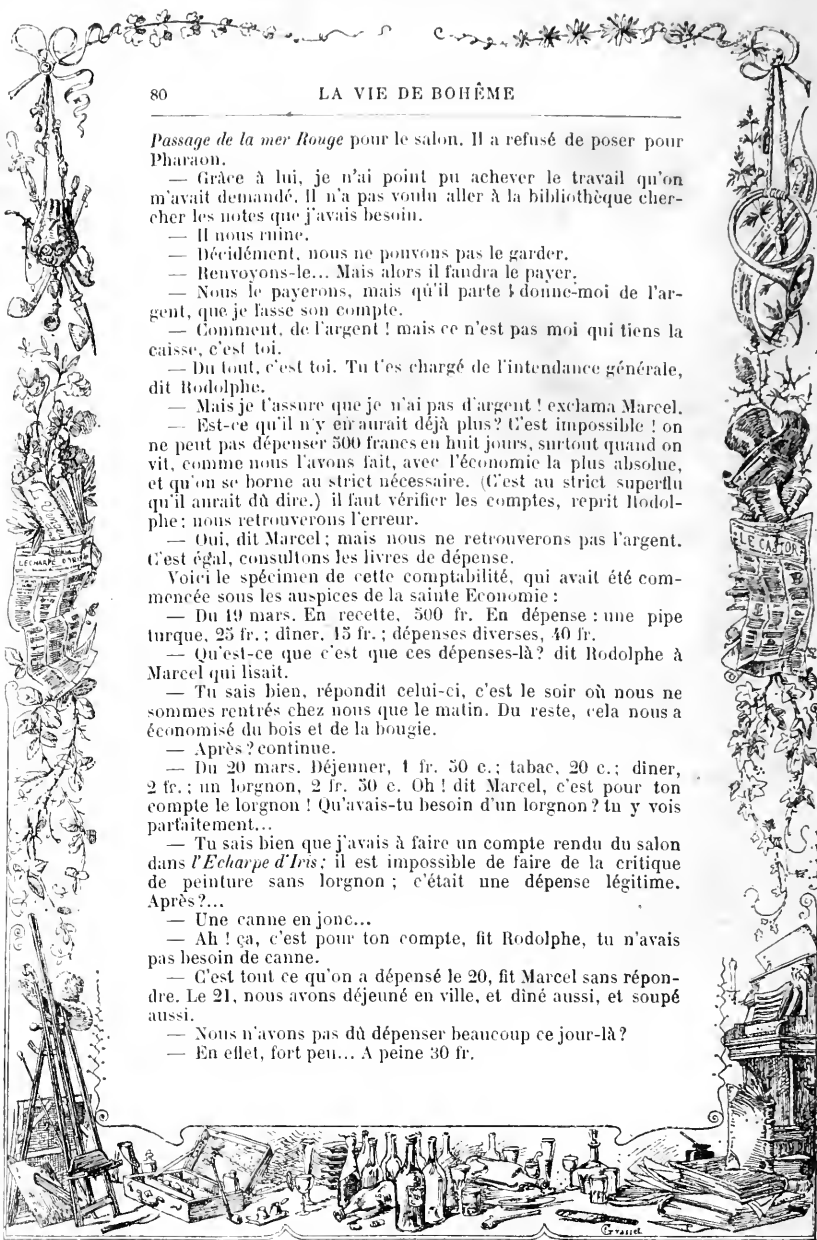 80 LA VIE DE BOHÊME
Passage de la mer Rouge pour le salon. Il a refusé de poser pour
Pharaon.
— Grâce à lui, je n'ai point pu achever le travail qu'on
m'avait demandé. Il n'a pas voulu aller à la bibliothèque cher-
cher les notes que j'avais besoin.
— Il nous ruine.
— Décidément, nous ne pouvons pas le garder.
— Renvoyons-le... Mais alors il faudra le payer.
— Nous le payerons, mais qu'il parte ! donne-moi de l'ar-
gent, que je fasse son compte.
— Comment, de l'argent ! mais ce n'est pas moi qui tiens la
caisse, c'est toi.
— Du tout, c'est toi. Tu t'es chargé de l'intendance générale,
dit Rodolphe.
— Mais je t'assure que je n'ai pas d'argent ! exclama Marcel.
— Est-ce qu'il n'y en aurait déjà plus ? C'est impossible ! on
ne peut pas dépenser 500 francs en huit jours, surtout quand on
vit, comme nous l'avons fait, avec l'économie la plus absolue,
et qu'on se borne au strict nécessaire. (C'est au strict superflu
qu'il aurait dû dire.) il faut vérifier les comptes, reprit Rodol-
phe ; nous retrouverons l'erreur.
— Oui, dit Marcel ; mais nous ne retrouverons pas l'argent.
C'est égal, consultons les livres de dépense.
Voici le spécimen de cette comptabilité, qui avait été com-
mencée sous les auspices de la sainte Economie :
— Du 19 mars. En recette, 500 fr. En dépense : une pipe
turque, 25 fr. ; dîner, 15 fr. ; dépenses diverses, 40 fr.
— Qu'est-ce que c'est que ces dépenses-là ? dit Rodolphe à
Marcel qui lisait.
— Tu sais bien, répondit celui-ci, c'est le soir où nous ne
sommes rentrés chez nous que le matin. Du reste, cela nous a
économisé du bois et de la bougie.
— Après ? continue.
— Du 20 mars. Déjeuner, 1 fr. 50 c. ; tabac, 20 c. ; dîner,
2 fr. ; un lorgnon, 2 fr. 50 c. Oh ! dit Marcel, c'est pour ton
compte le lorgnon ! Qu'avais-tu besoin d'un lorgnon ? tu y vois
parfaitement...
— Tu sais bien que j'avais à faire un compte rendu du salon
dans l'Echarpe d'Iris ; il est impossible de faire de la critique
de peinture sans lorgnon ; c'était une dépense légitime.
Après ?...
— Une canne en jonc...
— Ah ! ça, c'est pour ton compte, fit Rodolphe, tu n'avais
pas besoin de canne.
— C'est tout ce qu'on a dépensé le 20, fit Marcel sans répon-
dre. Le 21, nous avons déjeuné en ville, et dîné aussi, et soupé
aussi.
— Nous n'avons pas dû dépenser beaucoup ce jour-là ?
— En effet, fort peu... A peine 30 fr.
LECHARPE D'IRIS
LE CASTOR
Grasset